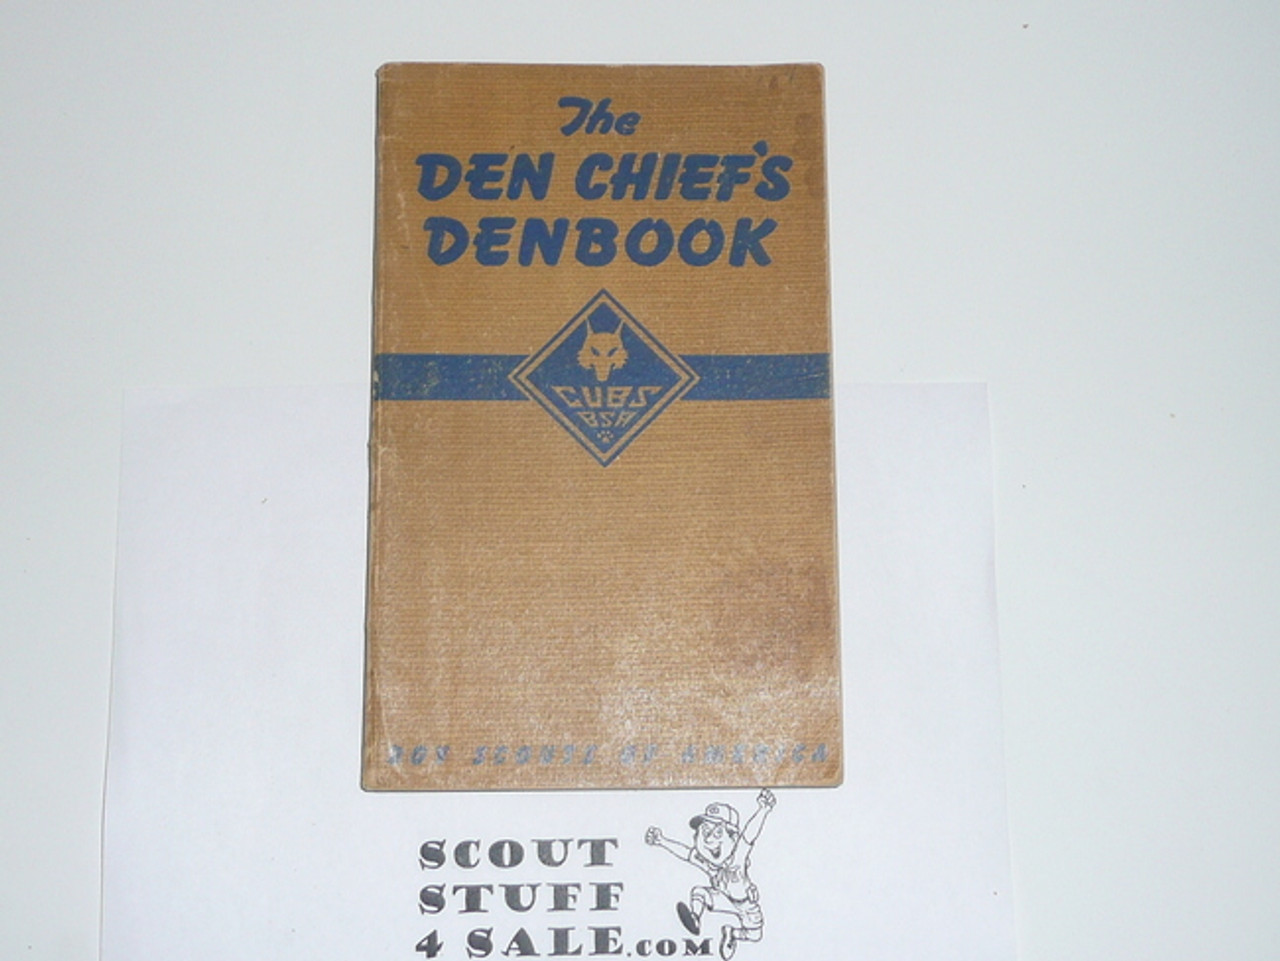 The
DEN CHIEF'S
DENBOOK
CUBS
BSA
BOY SCOUTS OF AMERICA
SCOUT
STUFF
4 SALE.COM